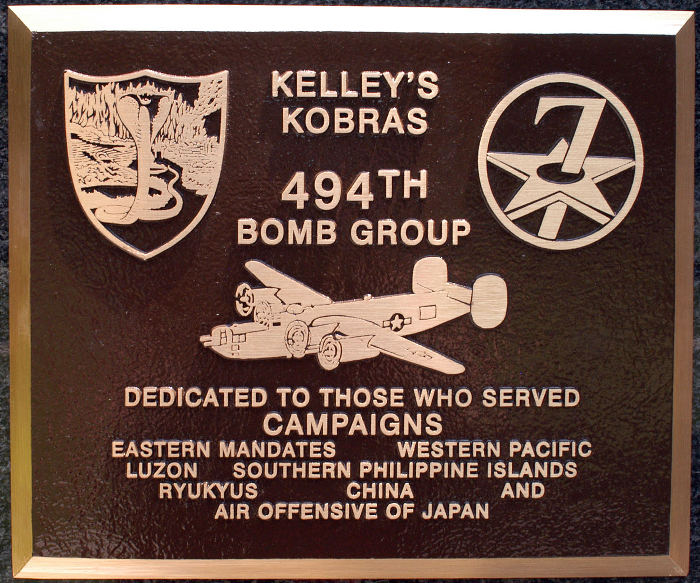 KELLEY'S
KOBRAS
7
494TH
BOMB GROUP
DEDICATED TO THOSE WHO SERVED
CAMPAIGNS
EASTERN MANDATES WESTERN PACIFIC
LUZON SOUTHERN PHILIPPINE ISLANDS
RYUKYUS CHINA AND
AIR OFFENSIVE OF JAPAN